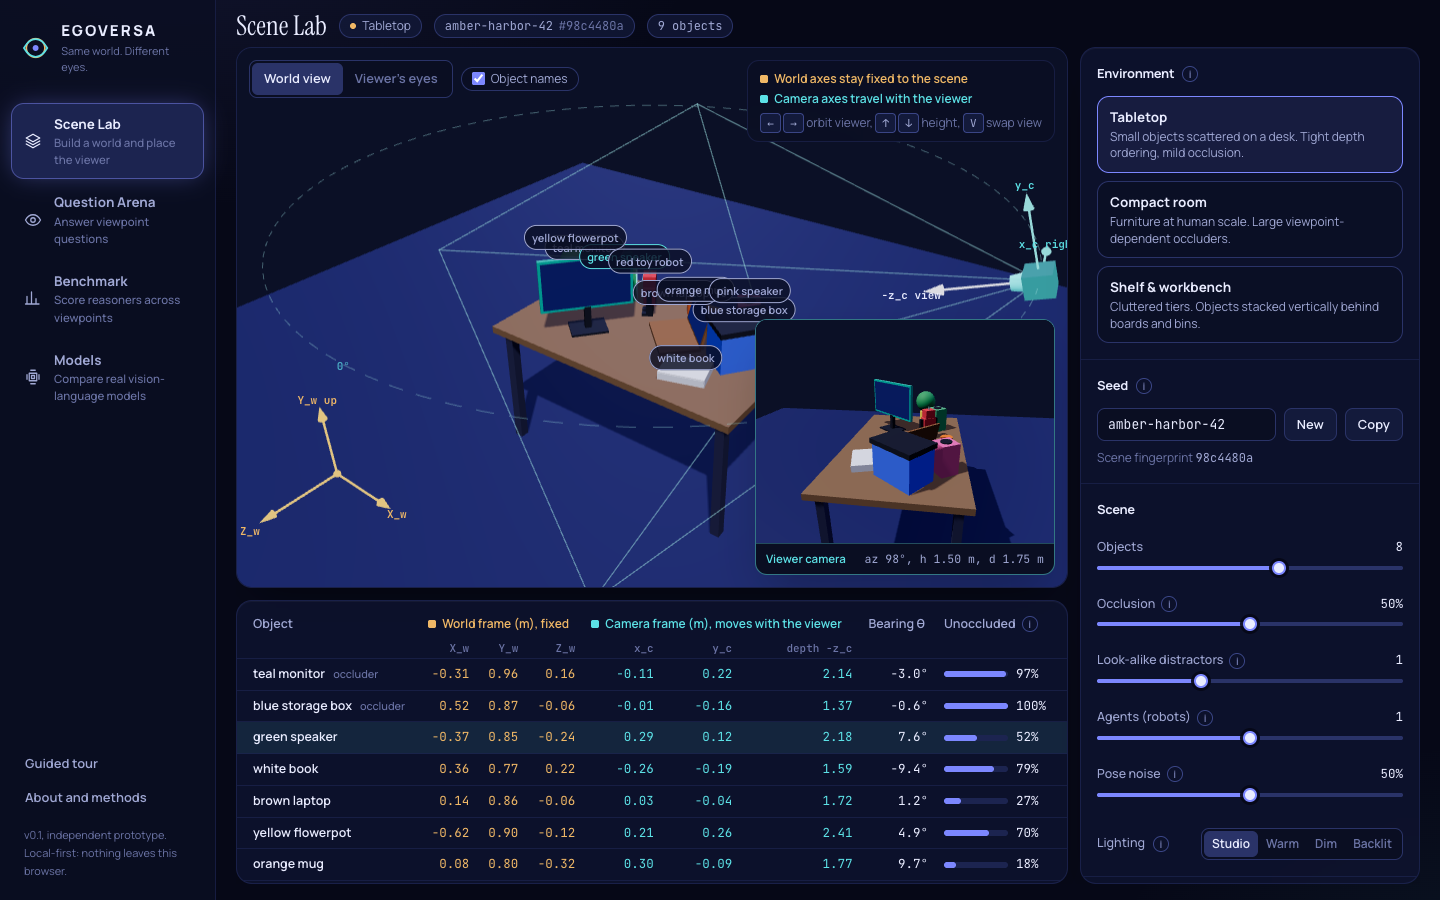 EGOVERSA
Same world. Different
eyes.
Scene Lab
Build a world and place
the viewer
Question Arena
Answer viewpoint
questions
Benchmark
Score reasoners across
viewpoints
Models
Compare real vision-
language models
Guided tour
About and methods
v0.1, independent prototype.
Local-first: nothing leaves this
browser.
Scene Lab
Tabletop
amber-harbor-42 #98c4480a
9 objects
World view
Viewer's eyes
Object names
World axes stay fixed to the scene
Camera axes travel with the viewer
← → orbit viewer, ↑ ↓ height, V swap view
y_c
x_c righ
-z_c view
yellow flowerpot
red toy robot
pink speaker
blue storage box
white book
0°
Y_w up
X_w
Z_w
Viewer camera az 98°, h 1.50 m, d 1.75 m
Object World frame (m), fixed Camera frame (m), moves with the viewer Bearing θ Unoccluded
X_w Y_w Z_w x_c y_c depth -z_c
teal monitor occluder -0.31 0.96 0.16 -0.11 0.22 2.14 -3.0° 97%
blue storage box occluder 0.52 0.87 -0.06 -0.01 -0.16 1.37 -0.6° 100%
green speaker -0.37 0.85 -0.24 0.29 0.12 2.18 7.6° 52%
white book 0.36 0.77 0.22 -0.26 -0.19 1.59 -9.4° 79%
brown laptop 0.14 0.86 -0.06 0.03 -0.04 1.72 1.2° 27%
yellow flowerpot -0.62 0.90 -0.12 0.21 0.26 2.41 4.9° 70%
orange mug 0.08 0.80 -0.32 0.30 -0.09 1.77 9.7° 18%
Environment
Tabletop
Small objects scattered on a desk. Tight depth
ordering, mild occlusion.
Compact room
Furniture at human scale. Large viewpoint-
dependent occluders.
Shelf & workbench
Cluttered tiers. Objects stacked vertically behind
boards and bins.
Seed
amber-harbor-42
New
Copy
Scene fingerprint 98c4480a
Scene
Objects 8
Occlusion 50%
Look-alike distractors 1
Agents (robots) 1
Pose noise 50%
Lighting Studio Warm Dim Backlit